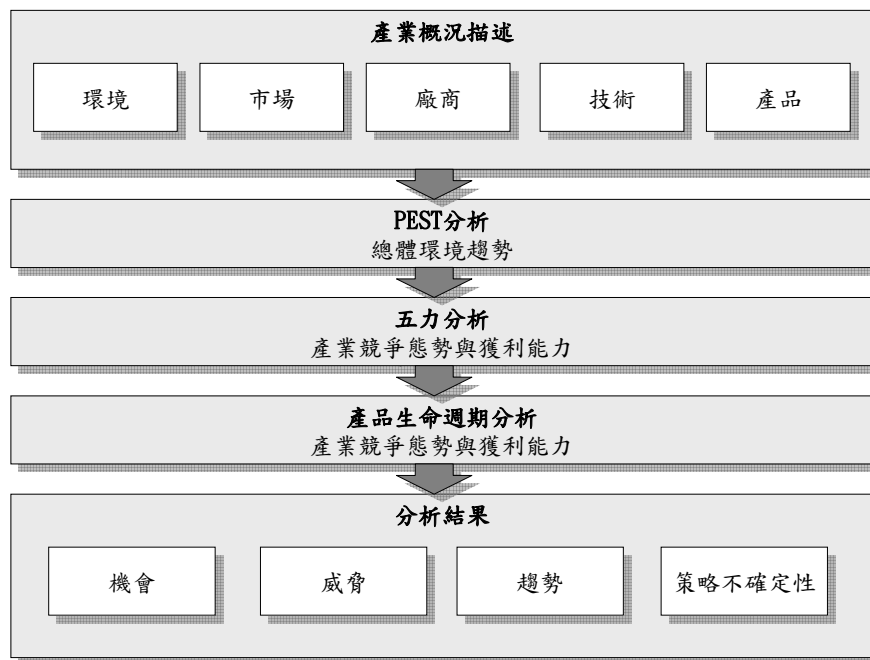 產業概況描述
環境 市場 廠商 技術 產品
PEST分析
總體環境趨勢
五力分析
產業競爭態勢與獲利能力
產品生命週期分析
產業競爭態勢與獲利能力
分析結果
機會 威脅 趨勢 策略不確定性